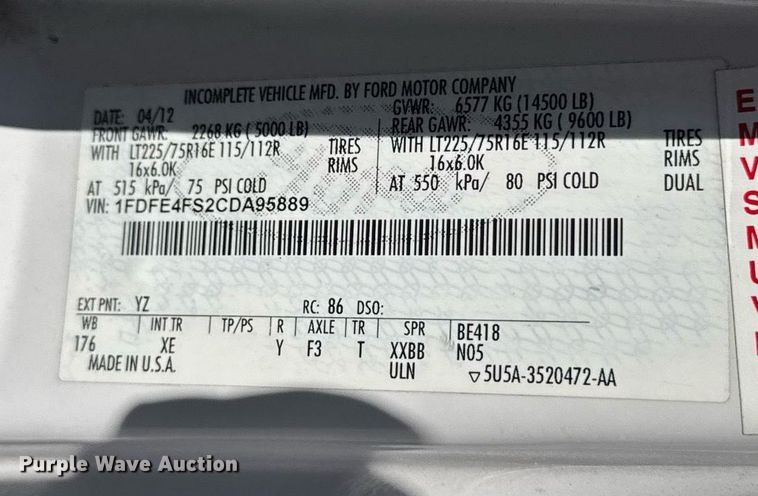 INCOMPLETE VEHICLE MFD. BY FORD MOTOR COMPANY
DATE: 04/12 GVWR: 6577 KG (14500 LB)
FRONT GAWR: 2268 KG ( 5000 LB) REAR GAWR: 4355 KG ( 9600 LB)
WITH LT225/75R16E 115/112R TIRES WITH LT225/75R16E 115/112R TIRES
16x6.0K RIMS 16x6.0K RIMS
AT 515 kPa/ 75 PSI COLD AT 550 kPa/ 80 PSI COLD DUAL
VIN: 1FDFE4FS2CDA95889
EXT PNT: YZ RC: 86 DSO:
WB INT TR TP/PS R AXLE TR SPR BE418
176 XE Y F3 T XXBB N05
MADE IN U.S.A. ULN ▽5U5A-3520472-AA
E
M
V
S
M
U
V
Purple Wave Auction